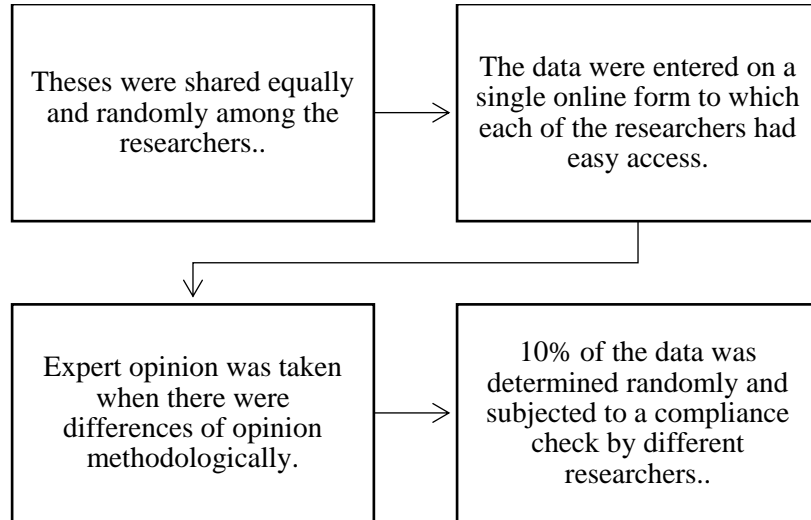 Theses were shared equally
and randomly among the
researchers..
The data were entered on a
single online form to which
each of the researchers had
easy access.
Expert opinion was taken
when there were
differences of opinion
methodologically.
10% of the data was
determined randomly and
subjected to a compliance
check by different
researchers..